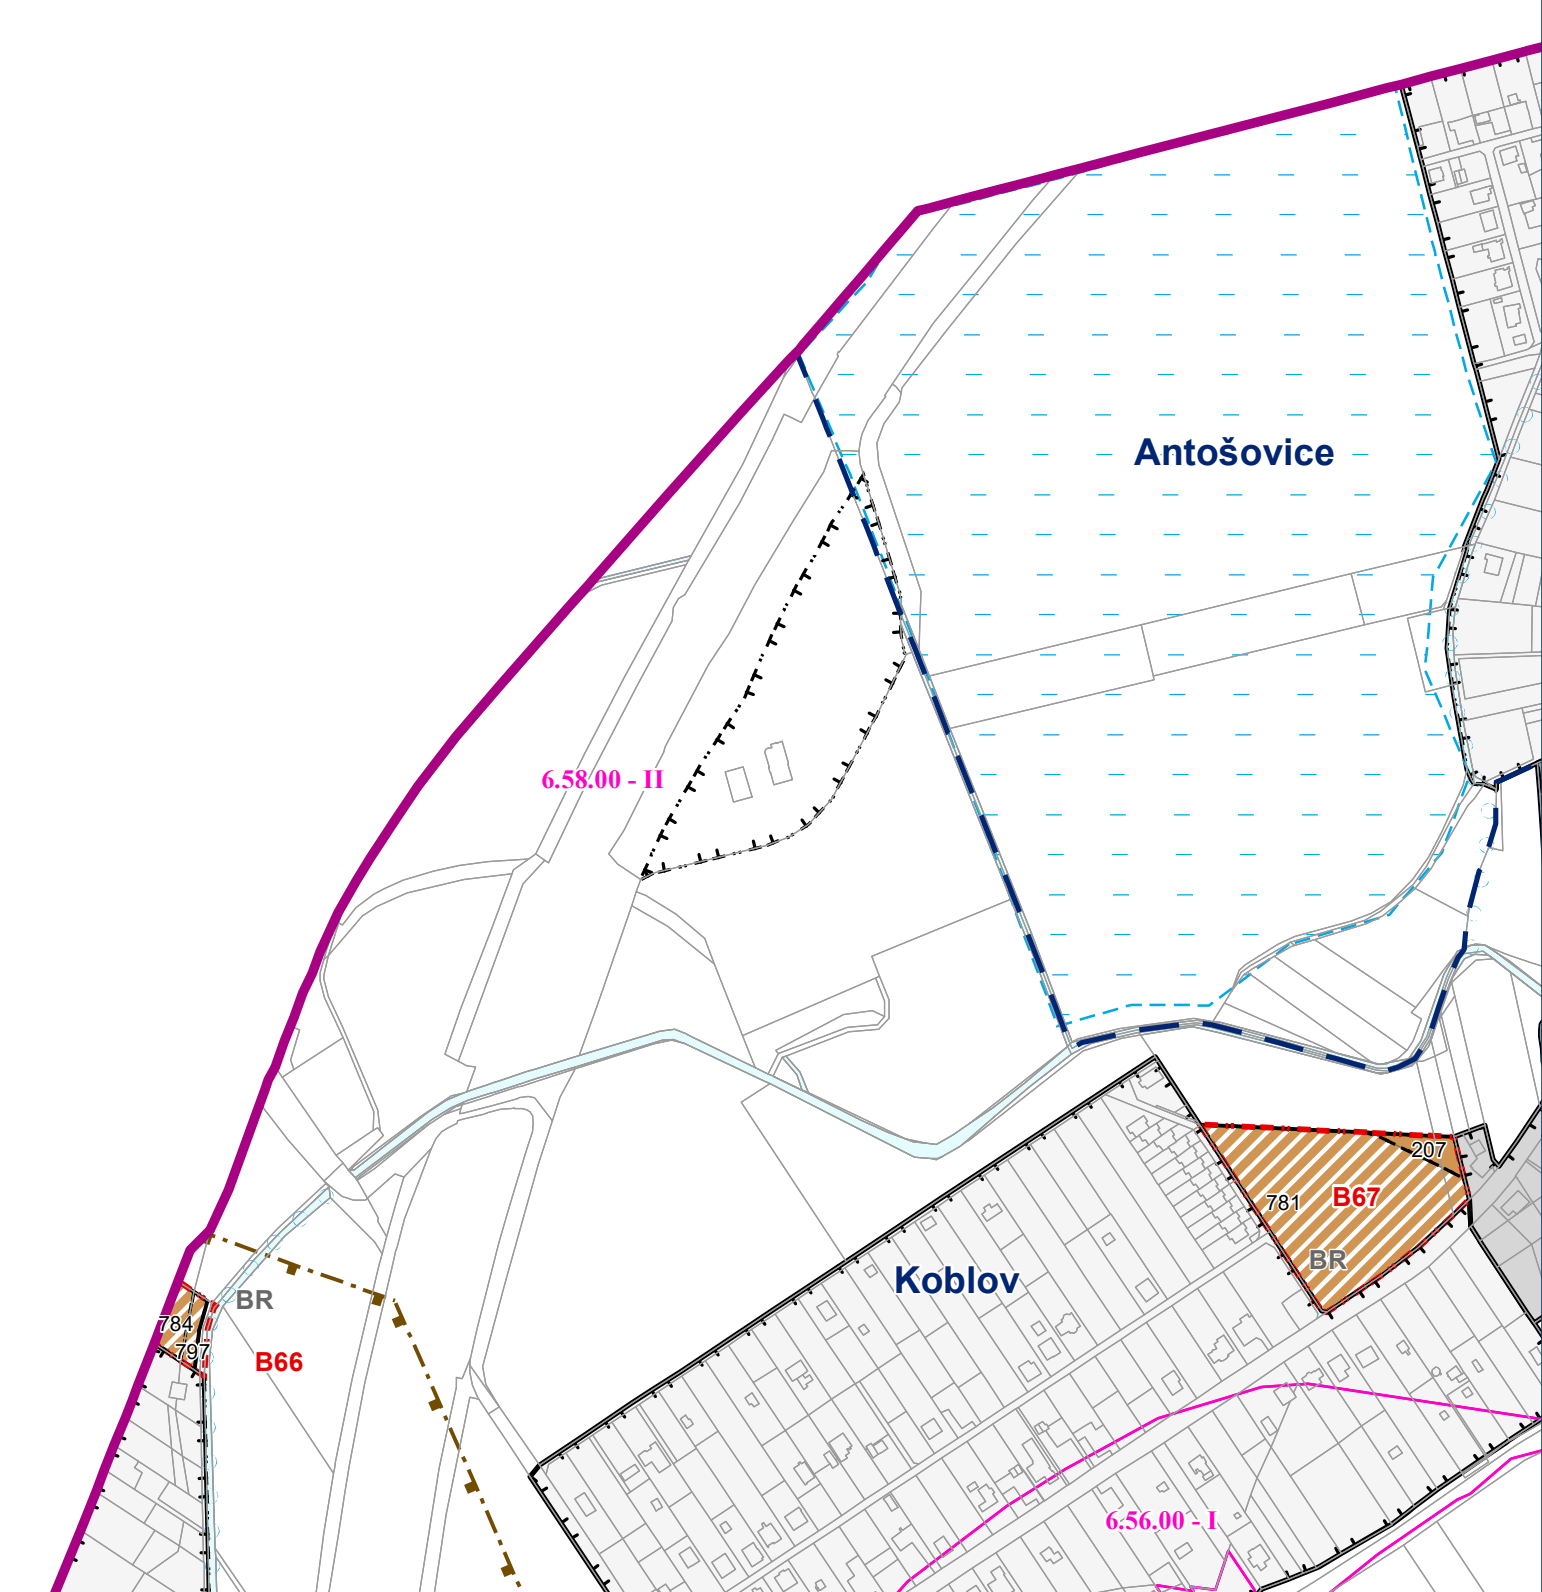 Antošovice
6.58.00 - II
207
781
B67
BR
Koblov
BR
784
797
B66
6.56.00 - I